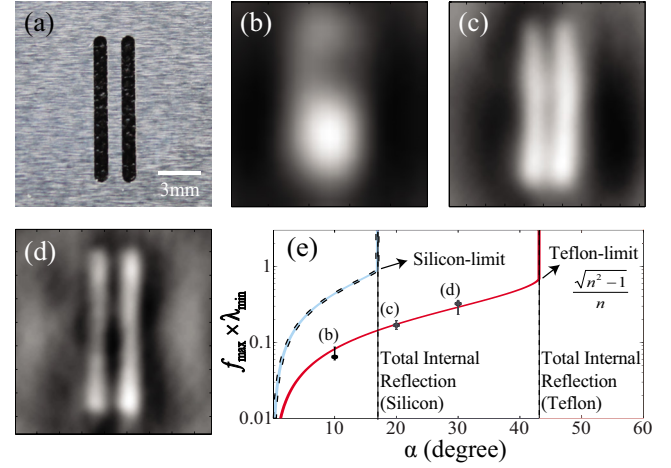 (a)
3mm
(b)
(c)
(d)
(e)
f_max × λ_min
1
0.1
0.01
Silicon-limit
Teflon-limit
√(n² − 1)
n
(b)
(c)
(d)
Total Internal
Reflection
(Silicon)
Total Internal
Reflection
(Teflon)
10
20
30
40
50
60
α (degree)